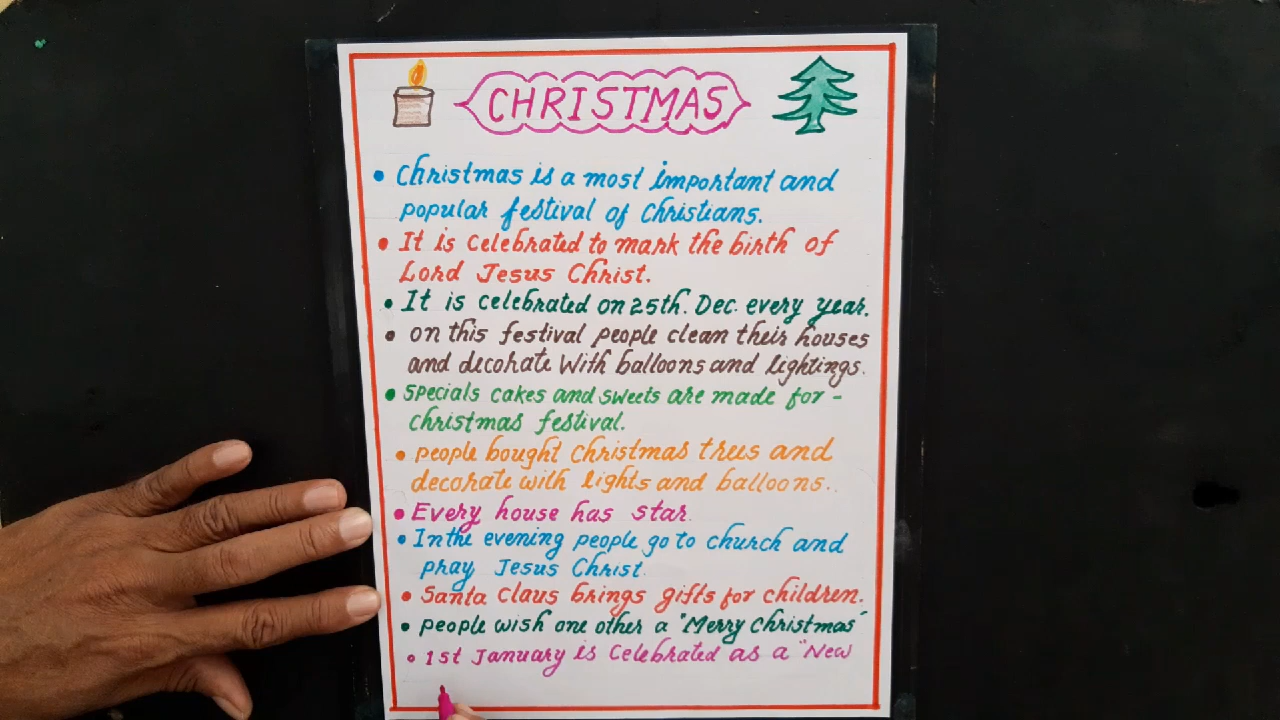 CHRISTMAS
• Christmas is a most important and
popular festival of Christians.
• It is celebrated to mark the birth of
Lord Jesus Christ.
• It is celebrated on 25th. Dec. every year.
• on this festival people clean their houses
and decorate with balloons and lightings.
• Specials cakes and sweets are made for -
christmas festival.
• people bought christmas trees and
decorate with lights and balloons..
• Every house has star.
• In the evening people go to church and
pray Jesus Christ.
• Santa Claus brings gifts for children.
• people wish one other a "Merry Christmas"
• 1st January is celebrated as a "New